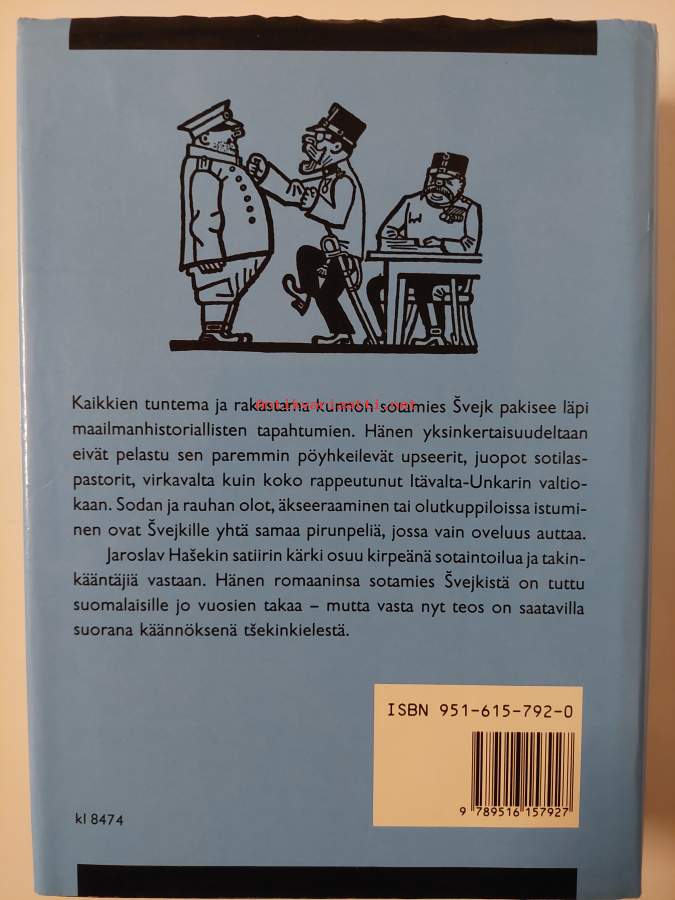 Kaikkien tuntema ja rakastama kunnon sotamies Švejk pakisee läpi
antikvariaatti.net
maailmanhistoriallisten tapahtumien. Hänen yksinkertaisuudeltaan
eivät pelastu sen paremmin pöyhkeilevät upseerit, juopot sotilas-
pastorit, virkavalta kuin koko rappeutunut Itävalta-Unkarin valtio-
kaan. Sodan ja rauhan olot, äkseeraaminen tai olutkuppiloissa istumi-
nen ovat Švejkille yhtä samaa pirunpeliä, jossa vain oveluus auttaa.
Jaroslav Hašekin satiirin kärki osuu kirpeänä sotaintoilua ja takin-
kääntäjiä vastaan. Hänen romaaninsa sotamies Švejkistä on tuttu
suomalaisille jo vuosien takaa – mutta vasta nyt teos on saatavilla
suorana käännöksenä tšekinkielestä.
ISBN 951-615-792-0
9 789516 157927
kl 8474